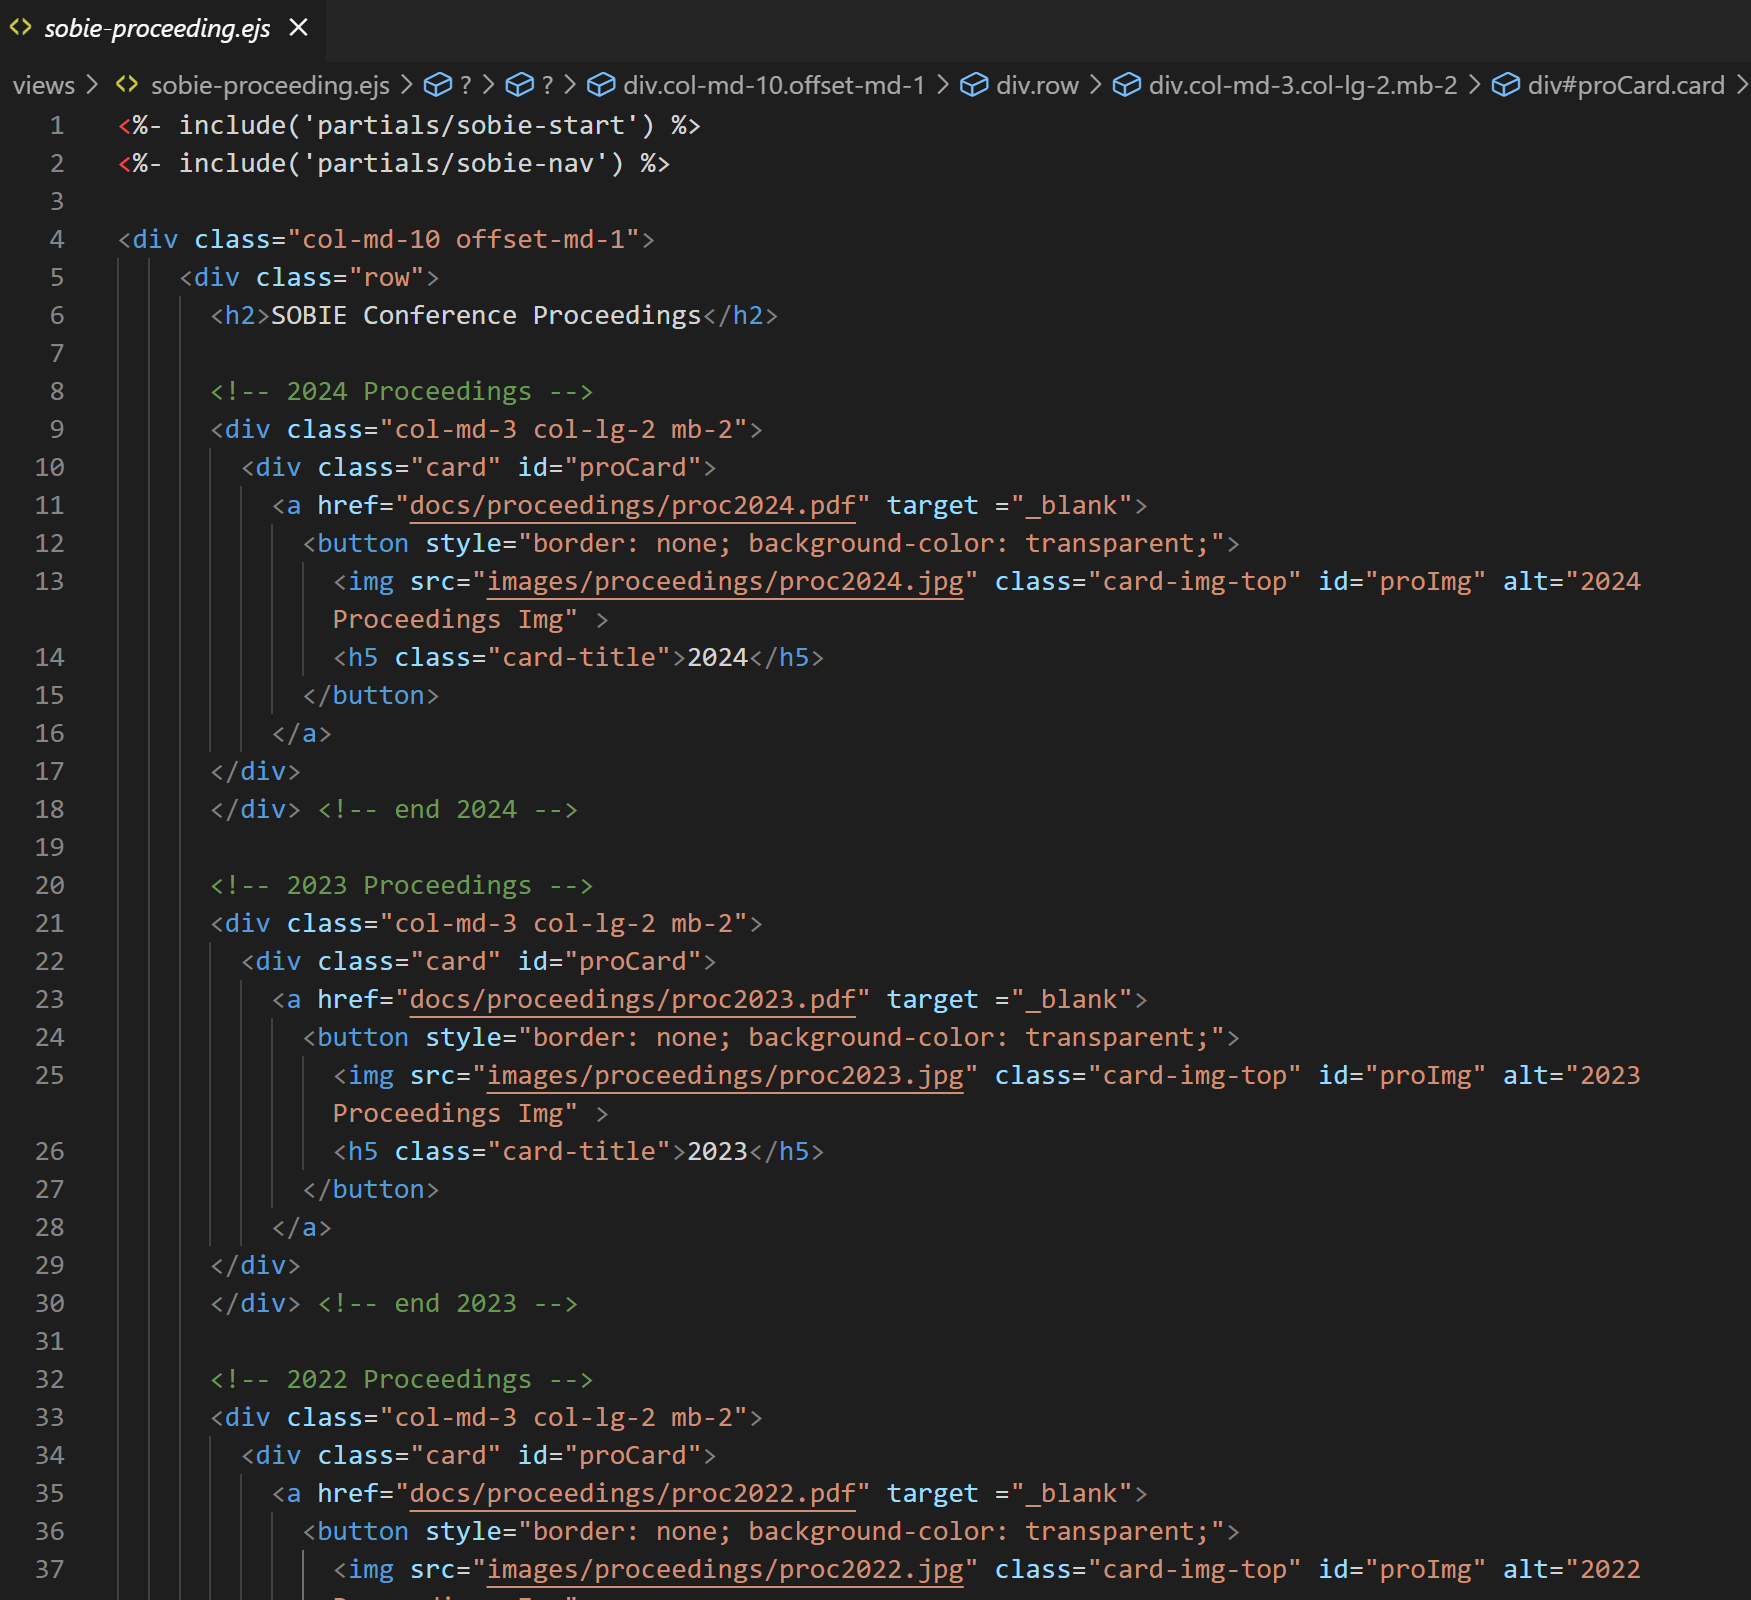 sobie-proceeding.ejs
views > sobie-proceeding.ejs > ? > ? > div.col-md-10.offset-md-1 > div.row > div.col-md-3.col-lg-2.mb-2 > div#proCard.card >
1 <%- include('partials/sobie-start') %>
2 <%- include('partials/sobie-nav') %>
3
4 <div class="col-md-10 offset-md-1">
5 <div class="row">
6 <h2>SOBIE Conference Proceedings</h2>
7
8 <!-- 2024 Proceedings -->
9 <div class="col-md-3 col-lg-2 mb-2">
10 <div class="card" id="proCard">
11 <a href="docs/proceedings/proc2024.pdf" target ="_blank">
12 <button style="border: none; background-color: transparent;">
13 <img src="images/proceedings/proc2024.jpg" class="card-img-top" id="proImg" alt="2024
Proceedings Img" >
14 <h5 class="card-title">2024</h5>
15 </button>
16 </a>
17 </div>
18 </div> <!-- end 2024 -->
19
20 <!-- 2023 Proceedings -->
21 <div class="col-md-3 col-lg-2 mb-2">
22 <div class="card" id="proCard">
23 <a href="docs/proceedings/proc2023.pdf" target ="_blank">
24 <button style="border: none; background-color: transparent;">
25 <img src="images/proceedings/proc2023.jpg" class="card-img-top" id="proImg" alt="2023
Proceedings Img" >
26 <h5 class="card-title">2023</h5>
27 </button>
28 </a>
29 </div>
30 </div> <!-- end 2023 -->
31
32 <!-- 2022 Proceedings -->
33 <div class="col-md-3 col-lg-2 mb-2">
34 <div class="card" id="proCard">
35 <a href="docs/proceedings/proc2022.pdf" target ="_blank">
36 <button style="border: none; background-color: transparent;">
37 <img src="images/proceedings/proc2022.jpg" class="card-img-top" id="proImg" alt="2022